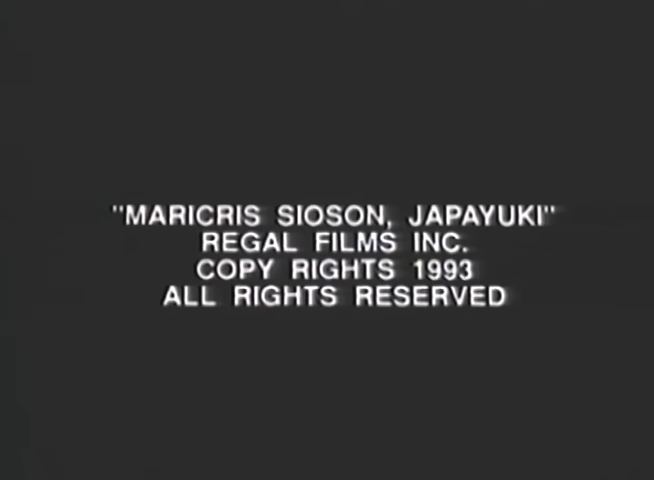 "MARICRIS SIOSON, JAPAYUKI"
REGAL FILMS INC.
COPY RIGHTS 1993
ALL RIGHTS RESERVED